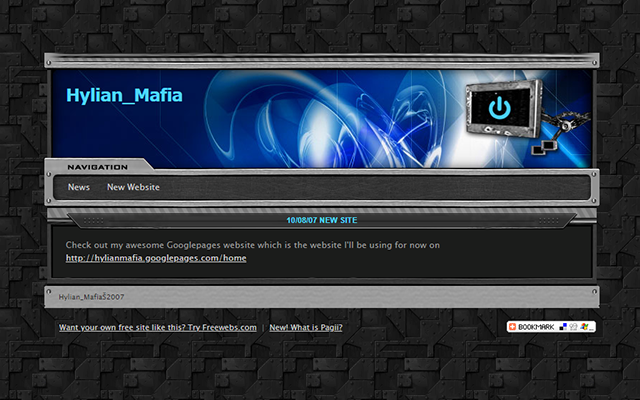 Hylian_Mafia
NAVIGATION
News New Website
10/08/07 NEW SITE
Check out my awesome Googlepages website which is the website I'll be using for now on
http://hylianmafia.googlepages.com/home
Hylian_MafiaŠ2007
Want your own free site like this? Try Freewebs.com | New! What is Pagii?
BOOKMARK